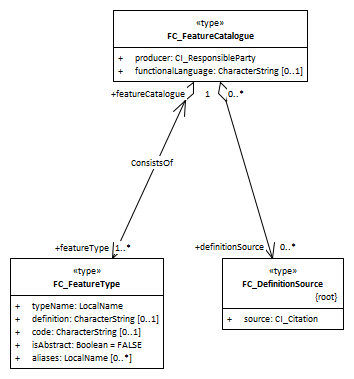 «type»
FC_FeatureCatalogue
+ producer: CI_ResponsibleParty
+ functionalLanguage: CharacterString [0..1]
+featureCatalogue 1 0..*
ConsistsOf
+featureType 1..* +definitionSource 0..*
«type»
FC_FeatureType
+ typeName: LocalName
+ definition: CharacterString [0..1]
+ code: CharacterString [0..1]
+ isAbstract: Boolean = FALSE
+ aliases: LocalName [0..*]
«type»
FC_DefinitionSource
{root}
+ source: CI_Citation